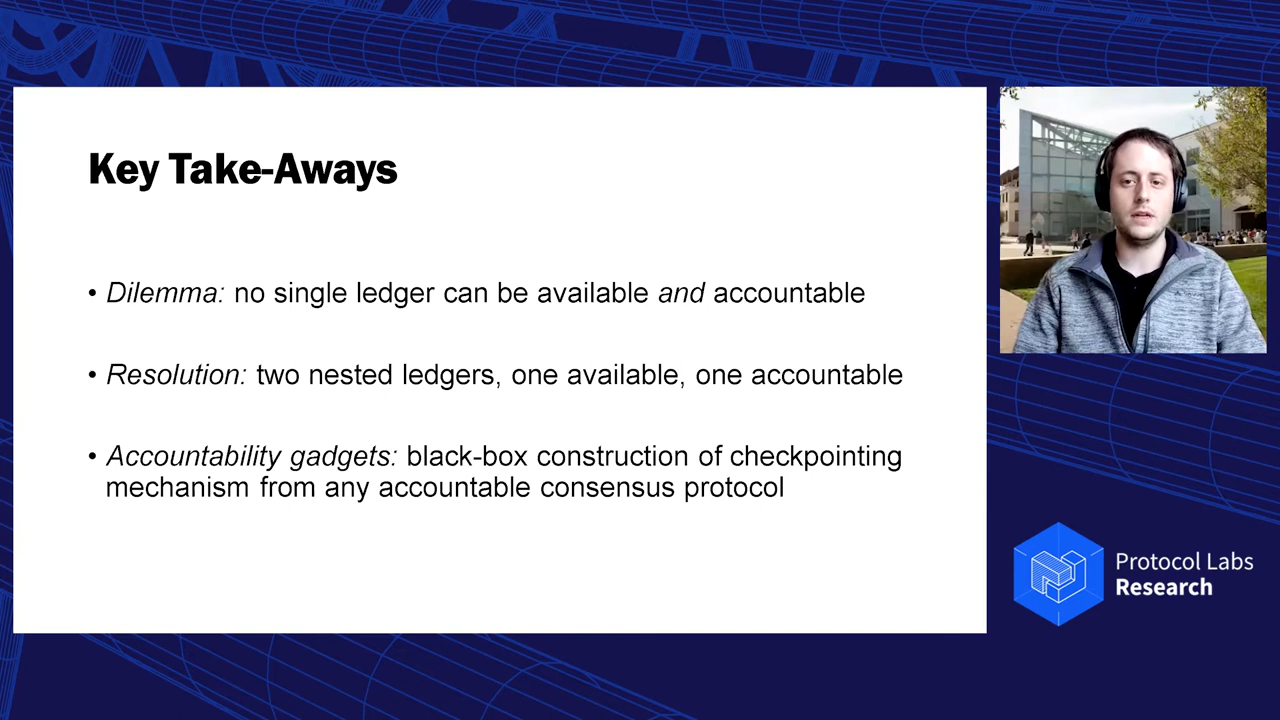 Key Take-Aways
• Dilemma: no single ledger can be available and accountable
• Resolution: two nested ledgers, one available, one accountable
• Accountability gadgets: black-box construction of checkpointing
mechanism from any accountable consensus protocol
Protocol Labs
Research